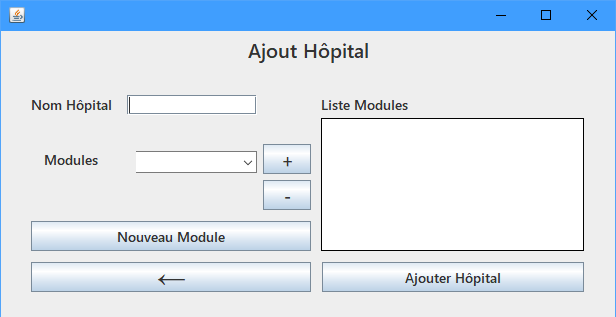 Ajout Hôpital
Nom Hôpital
Liste Modules
Modules
+
-
Nouveau Module
←
Ajouter Hôpital